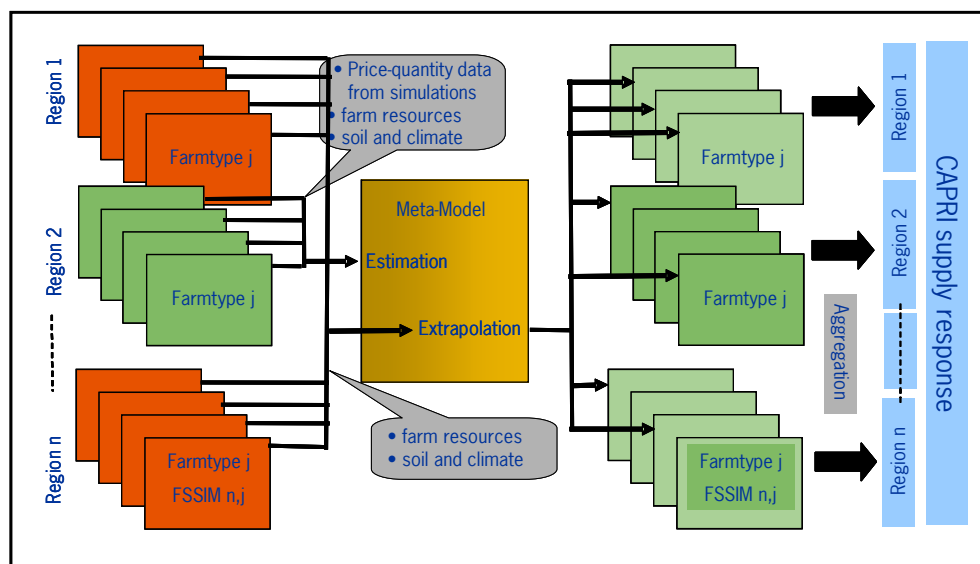 Region 1
Farmtype j
Region 2
Farmtype j
Region n
Farmtype j
FSSIM n,j
• Price-quantity data
from simulations
• farm resources
• soil and climate
Meta-Model
Estimation
Extrapolation
• farm resources
• soil and climate
Farmtype j
Farmtype j
Farmtype j
FSSIM n,j
Aggregation
Region 1
Region 2
Region n
CAPRI supply response